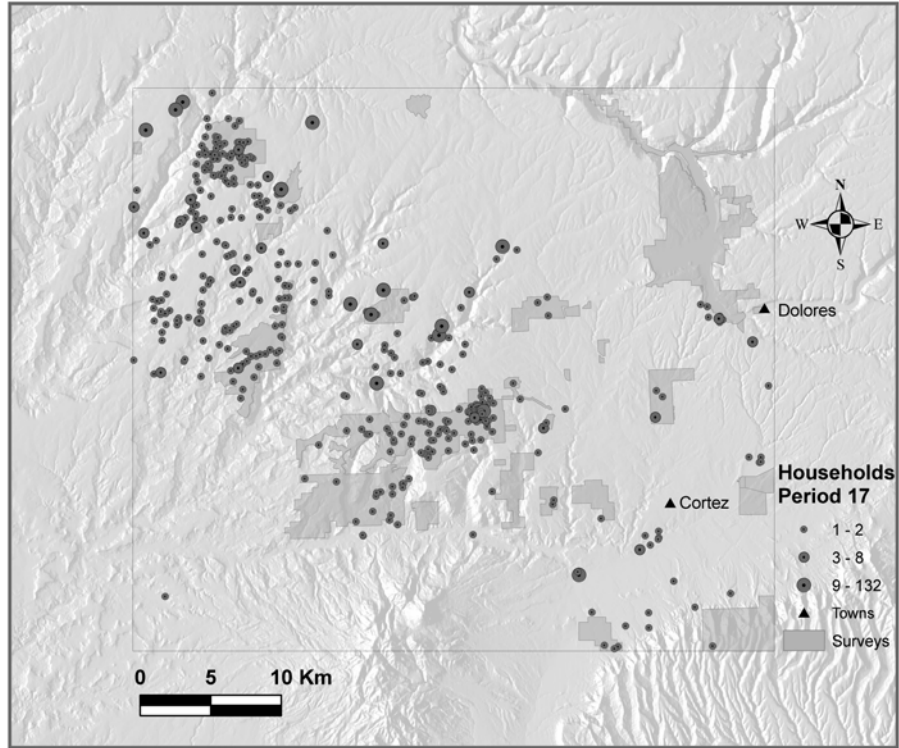 N
W E
S
Dolores
Households
Period 17
Cortez
1 - 2
3 - 8
9 - 132
Towns
Surveys
0 5 10 Km